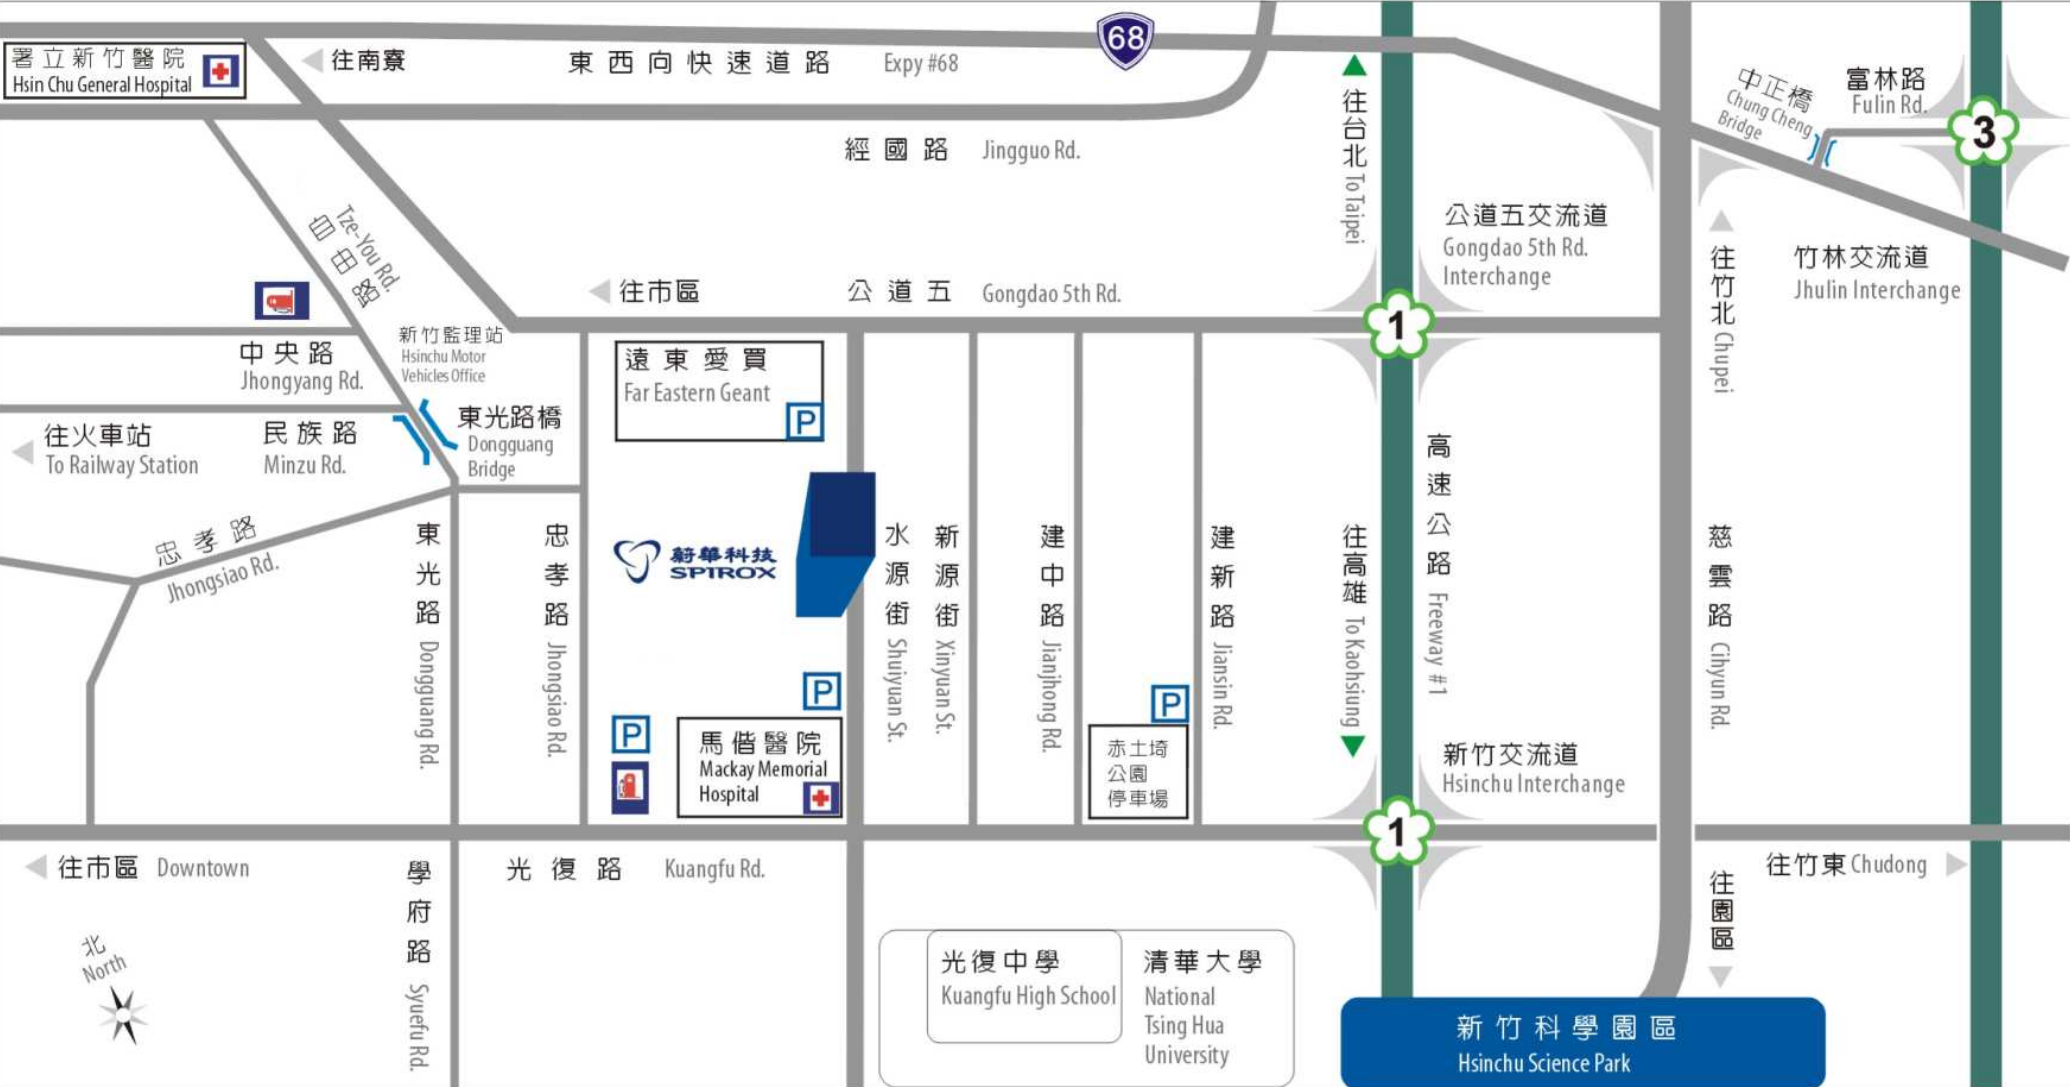 署立新竹醫院
Hsin Chu General Hospital
往南寮
東西向快速道路 Expy #68
68
經國路 Jingguo Rd.
往台北 To Taipei
中正橋
Chung Cheng
Bridge
富林路
Fulin Rd.
3
自由路
Tze-You Rd.
公道五交流道
Gongdao 5th Rd.
Interchange
往竹北 Chupei
竹林交流道
Jhulin Interchange
往市區
公道五 Gongdao 5th Rd.
1
中央路
Jhongyang Rd.
新竹監理站
Hsinchu Motor
Vehicles Office
遠東愛買
Far Eastern Geant
P
往火車站
To Railway Station
民族路
Minzu Rd.
東光路橋
Dongguang
Bridge
忠孝路
Jhongsiao Rd.
東光路 Dongguang Rd.
忠孝路 Jhongsiao Rd.
蔚華科技
SPIROX
水源街 Shuiyuan St.
新源街 Xinyuan St.
建中路 Jianjhong Rd.
建新路 Jiansin Rd.
往高雄 To Kaohsiung
高速公路 Freeway #1
慈雲路 Cihyun Rd.
P
P
P
馬偕醫院
Mackay Memorial
Hospital
赤土埼
公園
停車場
新竹交流道
Hsinchu Interchange
1
往市區 Downtown
學府路 Syuefu Rd.
光復路 Kuangfu Rd.
往園區
往竹東 Chudong
北
North
光復中學
Kuangfu High School
清華大學
National
Tsing Hua
University
新竹科學園區
Hsinchu Science Park